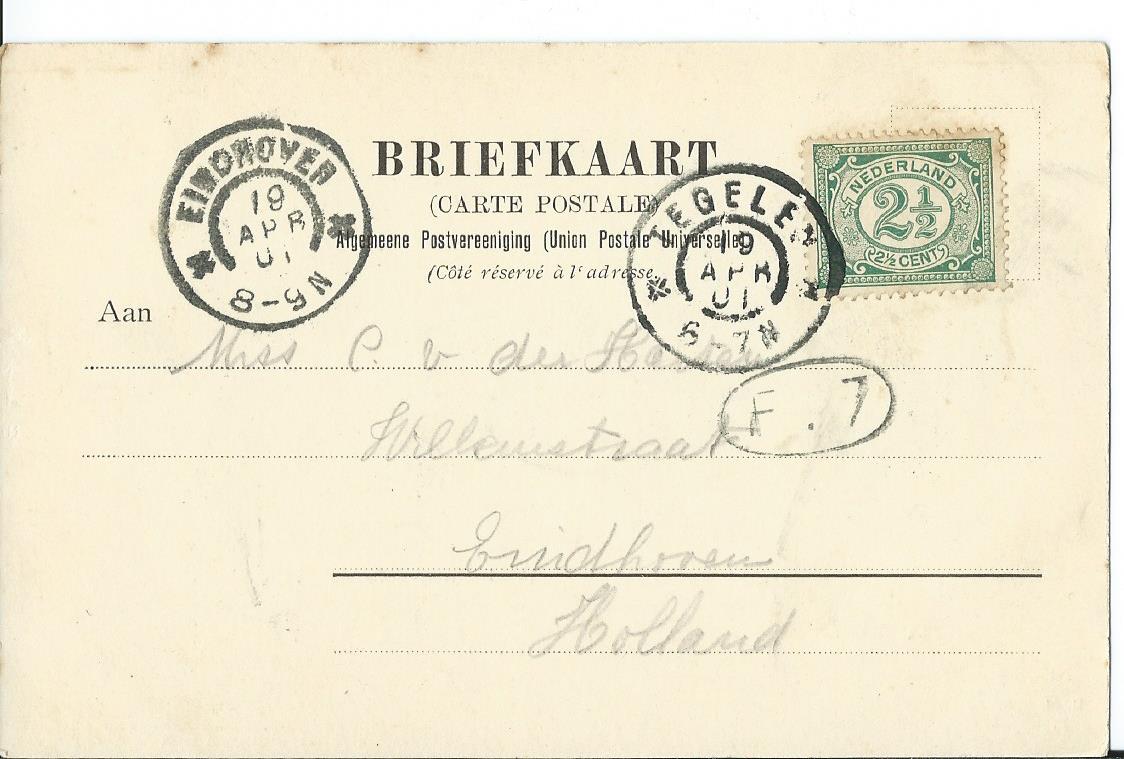 BRIEFKAART
(CARTE POSTALE)
Algemeene Postvereeniging (Union Postale Universelle)
(Côté réservé à l'adresse.
EINDHOVEN
19
APR
01
8-9N
TEGELEN
19
APR
01
6-7N
NEDERLAND
2½
2½ CENT
Aan
Miss C. v der
F. 7
Willemstraat
Eindhoven
Holland